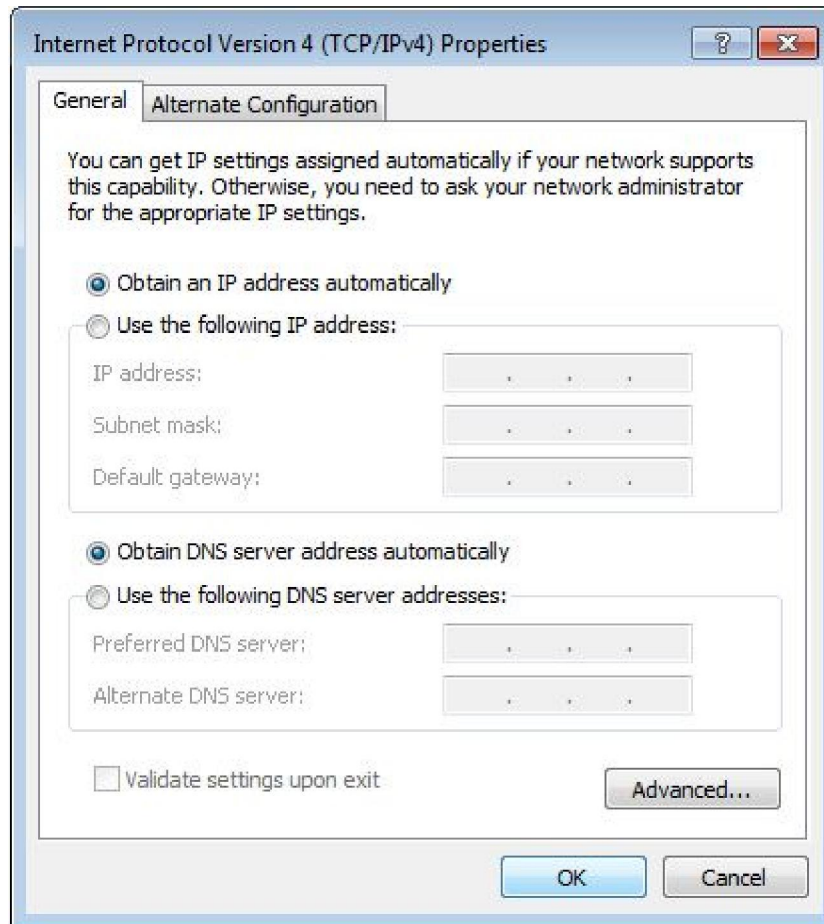 Internet Protocol Version 4 (TCP/IPv4) Properties
General
Alternate Configuration
You can get IP settings assigned automatically if your network supports
this capability. Otherwise, you need to ask your network administrator
for the appropriate IP settings.
Obtain an IP address automatically
Use the following IP address:
IP address:
Subnet mask:
Default gateway:
Obtain DNS server address automatically
Use the following DNS server addresses:
Preferred DNS server:
Alternate DNS server:
Validate settings upon exit
Advanced...
OK
Cancel